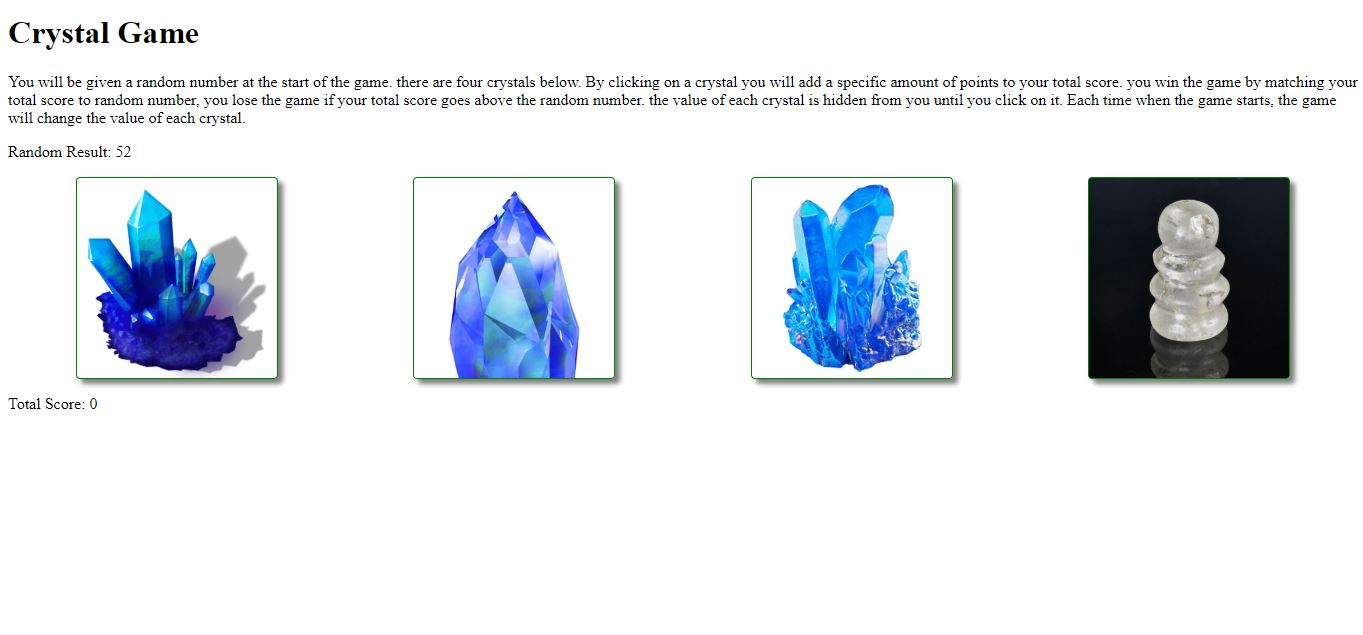 Crystal Game
You will be given a random number at the start of the game. there are four crystals below. By clicking on a crystal you will add a specific amount of points to your total score. you win the game by matching your
total score to random number, you lose the game if your total score goes above the random number. the value of each crystal is hidden from you until you click on it. Each time when the game starts, the game
will change the value of each crystal.
Random Result: 52
Total Score: 0